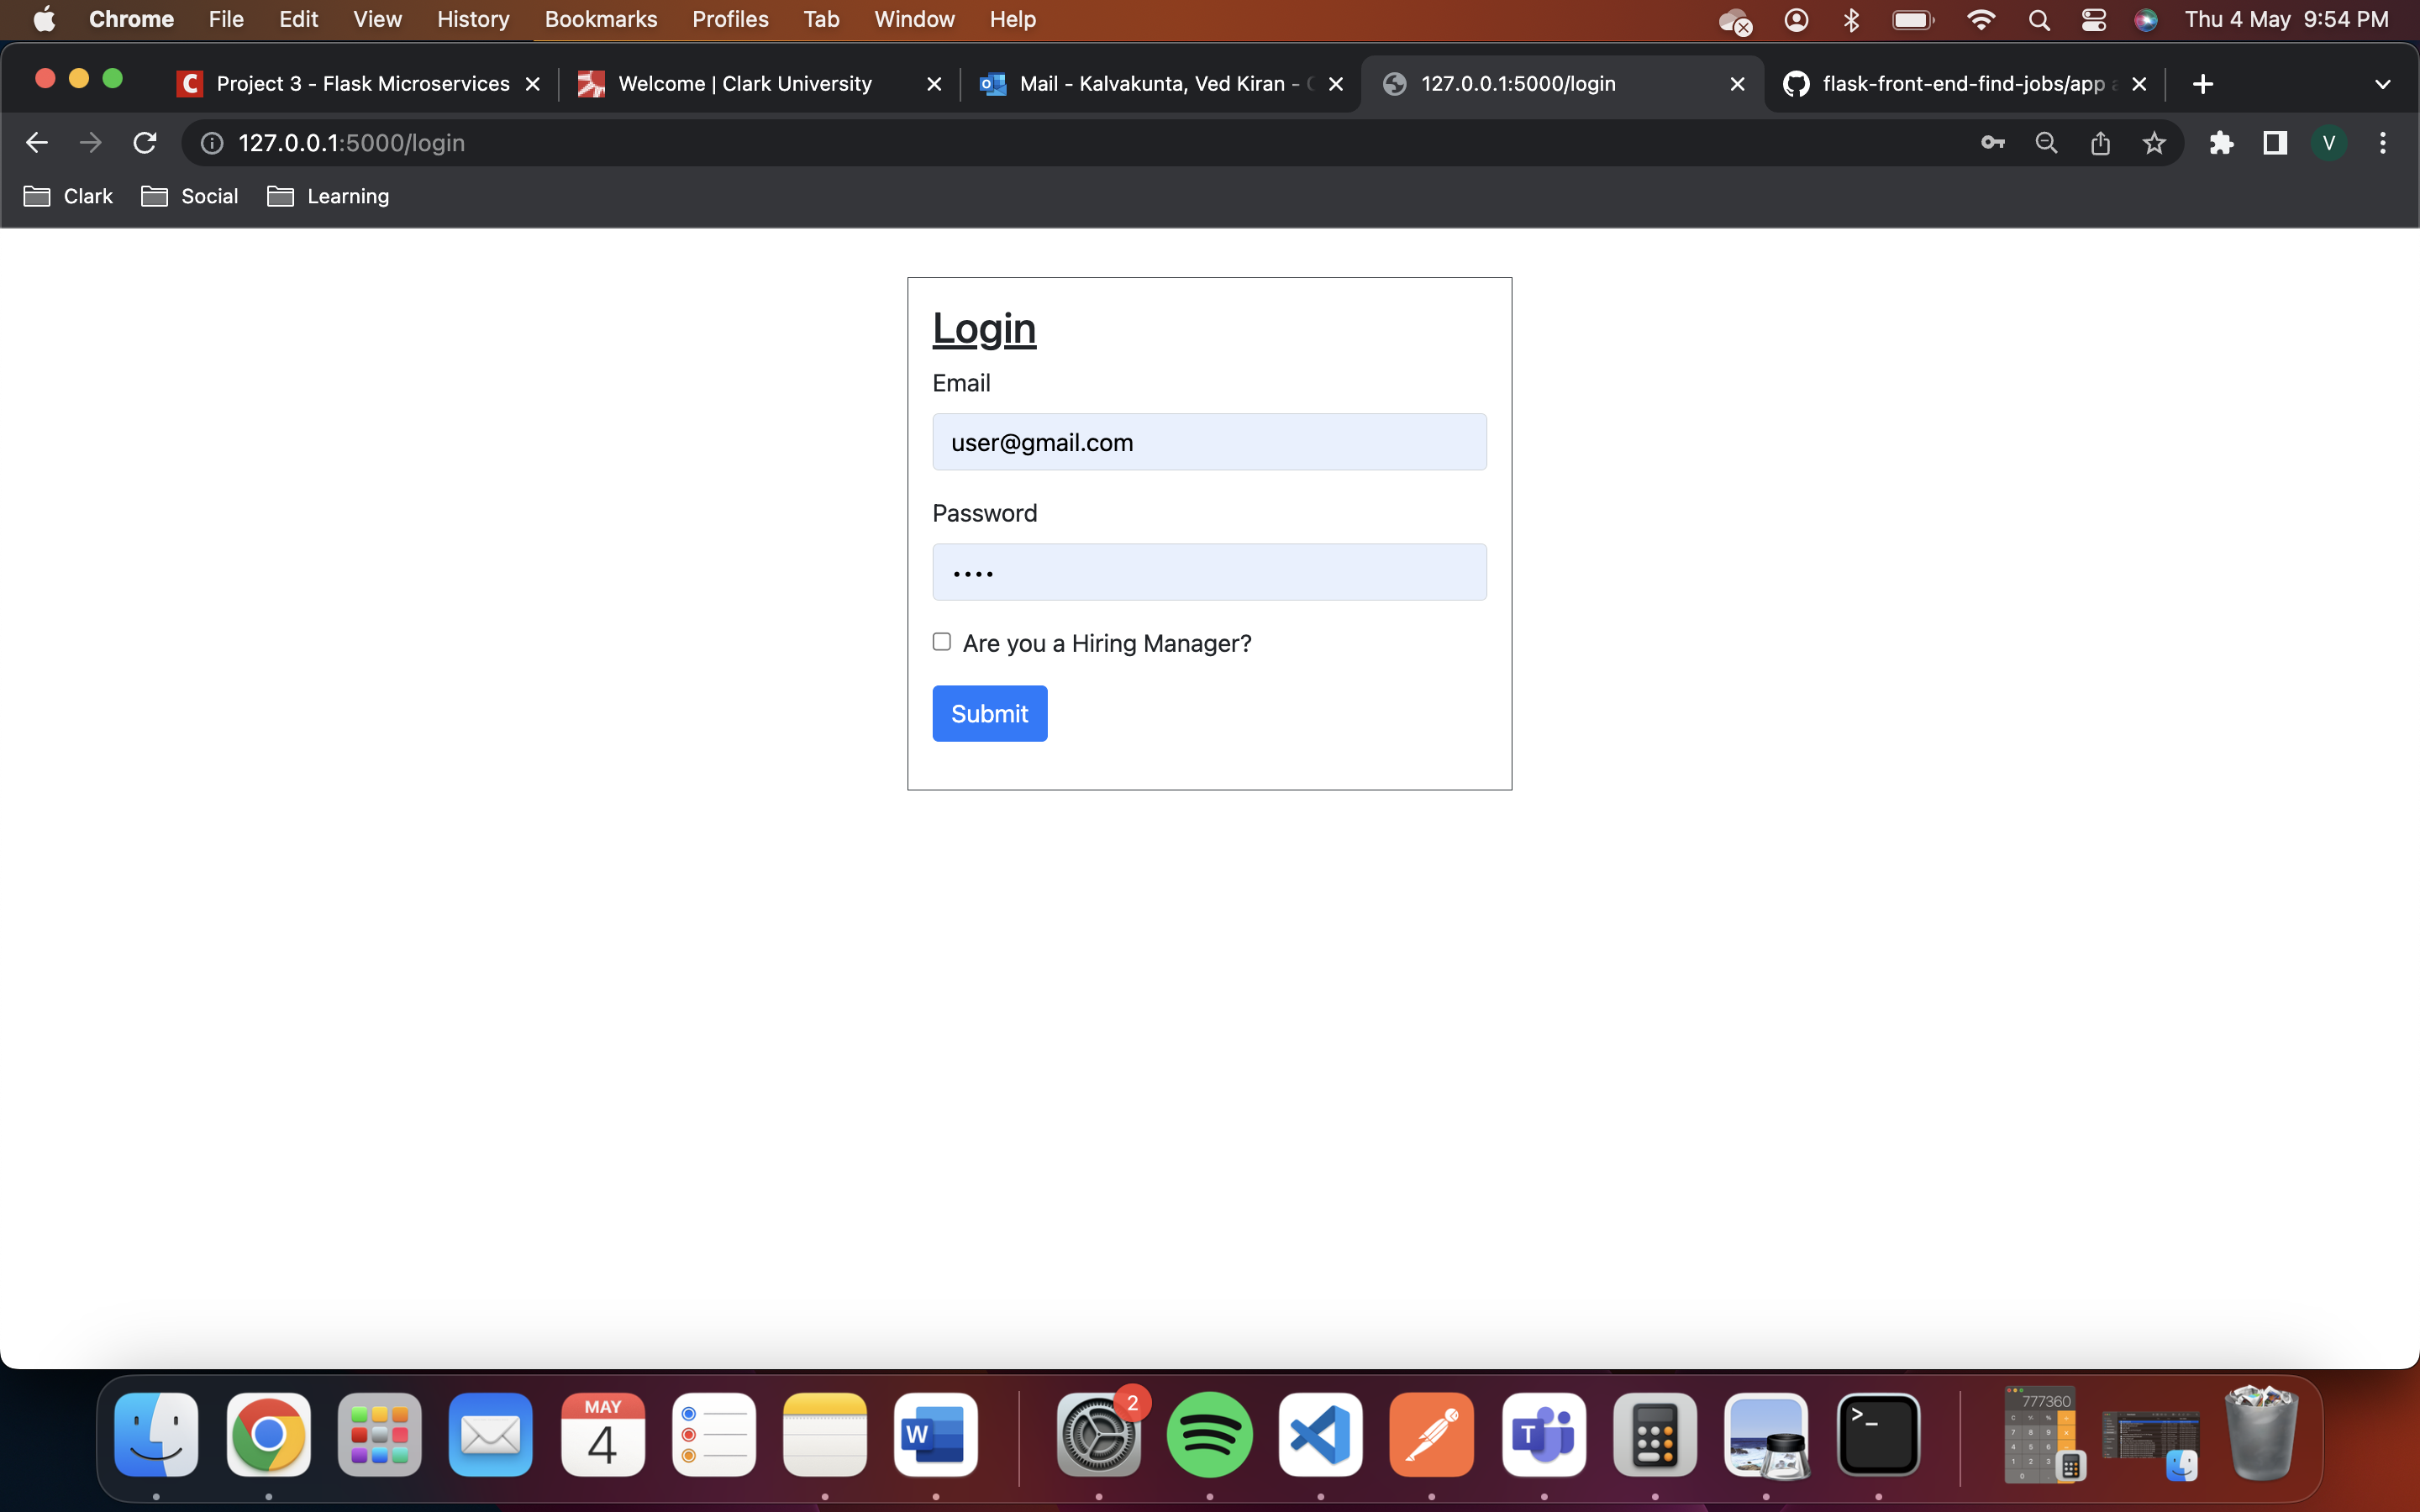 Chrome File Edit View History Bookmarks Profiles Tab Window Help Thu 4 May 9:54 PM
Project 3 - Flask Microservices Welcome | Clark University Mail - Kalvakunta, Ved Kiran - 127.0.0.1:5000/login flask-front-end-find-jobs/app
127.0.0.1:5000/login V
Clark Social Learning
Login
Email
user@gmail.com
Password
Are you a Hiring Manager?
Submit
2
MAY
4
W
T
>_
777360